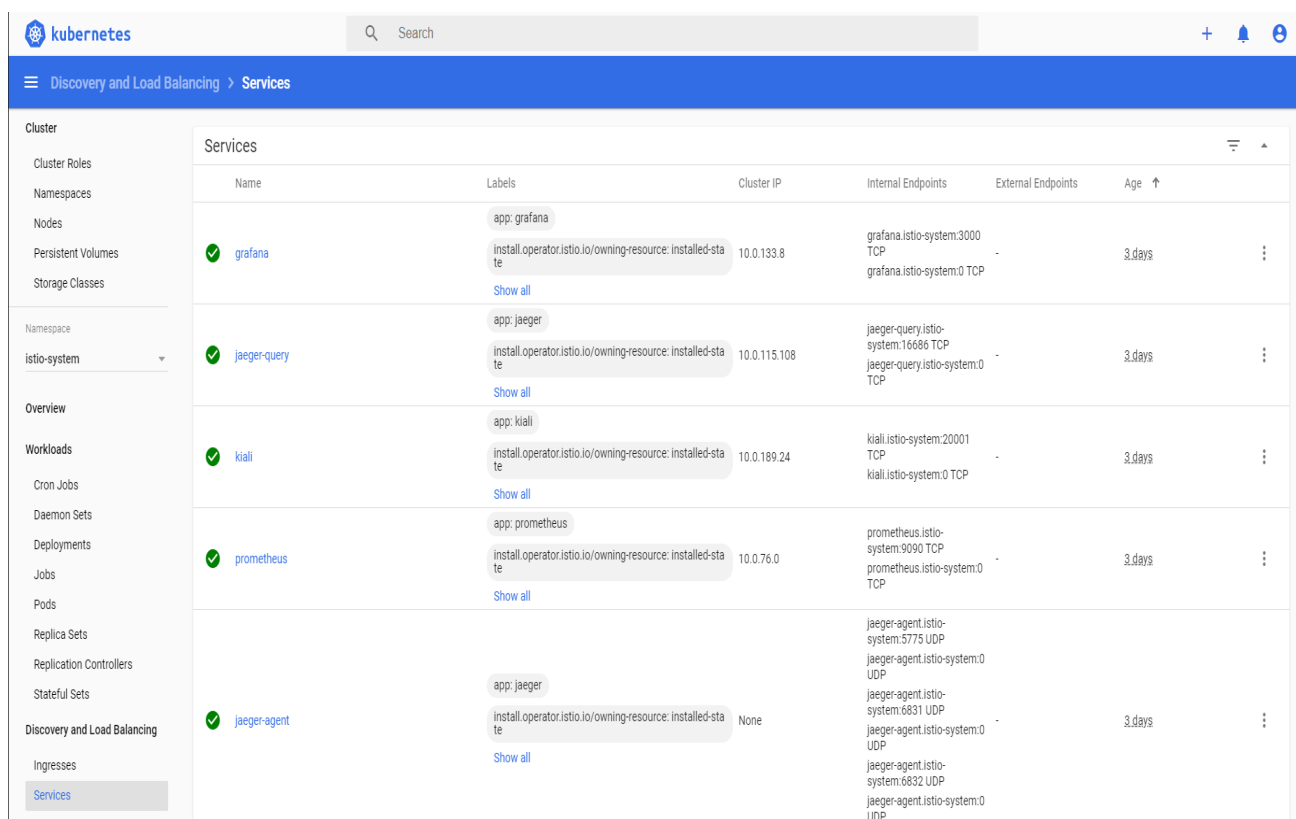 kubernetes
Search
Discovery and Load Balancing > Services
Cluster
Cluster Roles
Namespaces
Nodes
Persistent Volumes
Storage Classes
Namespace
istio-system
Overview
Workloads
Cron Jobs
Daemon Sets
Deployments
Jobs
Pods
Replica Sets
Replication Controllers
Stateful Sets
Discovery and Load Balancing
Ingresses
Services
Services
Name Labels Cluster IP Internal Endpoints External Endpoints Age
grafana
app: grafana
install.operator.istio.io/owning-resource: installed-sta
te
Show all
10.0.133.8
grafana.istio-system:3000
TCP
grafana.istio-system:0 TCP
-
3 days
jaeger-query
app: jaeger
install.operator.istio.io/owning-resource: installed-sta
te
Show all
10.0.115.108
jaeger-query.istio-
system:16686 TCP
jaeger-query.istio-system:0
TCP
-
3 days
kiali
app: kiali
install.operator.istio.io/owning-resource: installed-sta
te
Show all
10.0.189.24
kiali.istio-system:20001
TCP
kiali.istio-system:0 TCP
-
3 days
prometheus
app: prometheus
install.operator.istio.io/owning-resource: installed-sta
te
Show all
10.0.76.0
prometheus.istio-
system:9090 TCP
prometheus.istio-system:0
TCP
-
3 days
jaeger-agent
app: jaeger
install.operator.istio.io/owning-resource: installed-sta
te
Show all
None
jaeger-agent.istio-
system:5775 UDP
jaeger-agent.istio-system:0
UDP
jaeger-agent.istio-
system:6831 UDP
jaeger-agent.istio-system:0
UDP
jaeger-agent.istio-
system:6832 UDP
jaeger-agent.istio-system:0
UDP
-
3 days